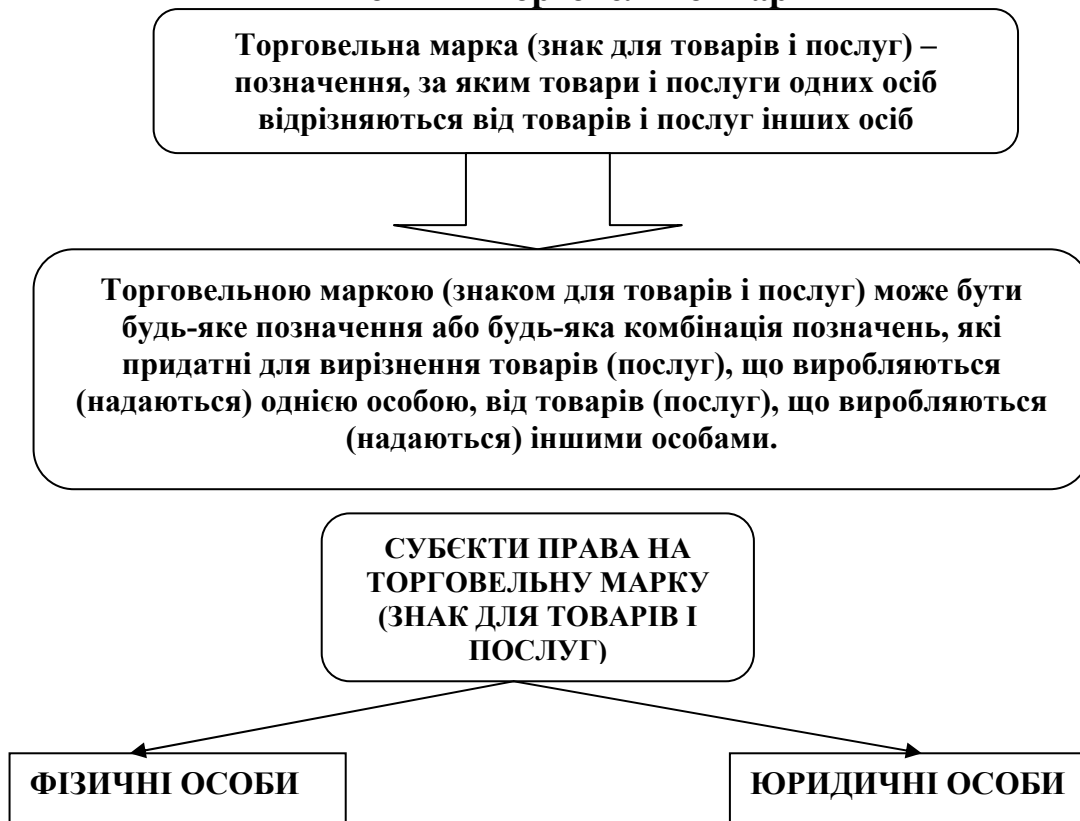 Торговельна марка (знак для товарів і послуг) –
позначення, за яким товари і послуги одних осіб
відрізняються від товарів і послуг інших осіб
Торговельною маркою (знаком для товарів і послуг) може бути
будь-яке позначення або будь-яка комбінація позначень, які
придатні для вирізнення товарів (послуг), що виробляються
(надаються) однією особою, від товарів (послуг), що виробляються
(надаються) іншими особами.
СУБЄКТИ ПРАВА НА
ТОРГОВЕЛЬНУ МАРКУ
(ЗНАК ДЛЯ ТОВАРІВ І
ПОСЛУГ)
ФІЗИЧНІ ОСОБИ
ЮРИДИЧНІ ОСОБИ